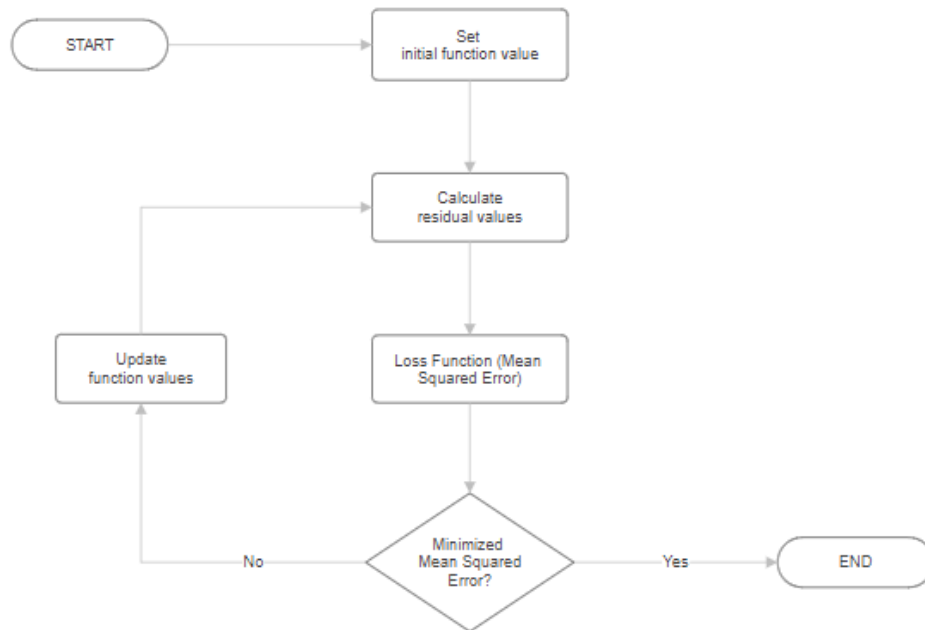 START
Set
initial function value
Calculate
residual values
Update
function values
Loss Function (Mean
Squared Error)
Minimized
Mean Squared
Error?
No
Yes
END